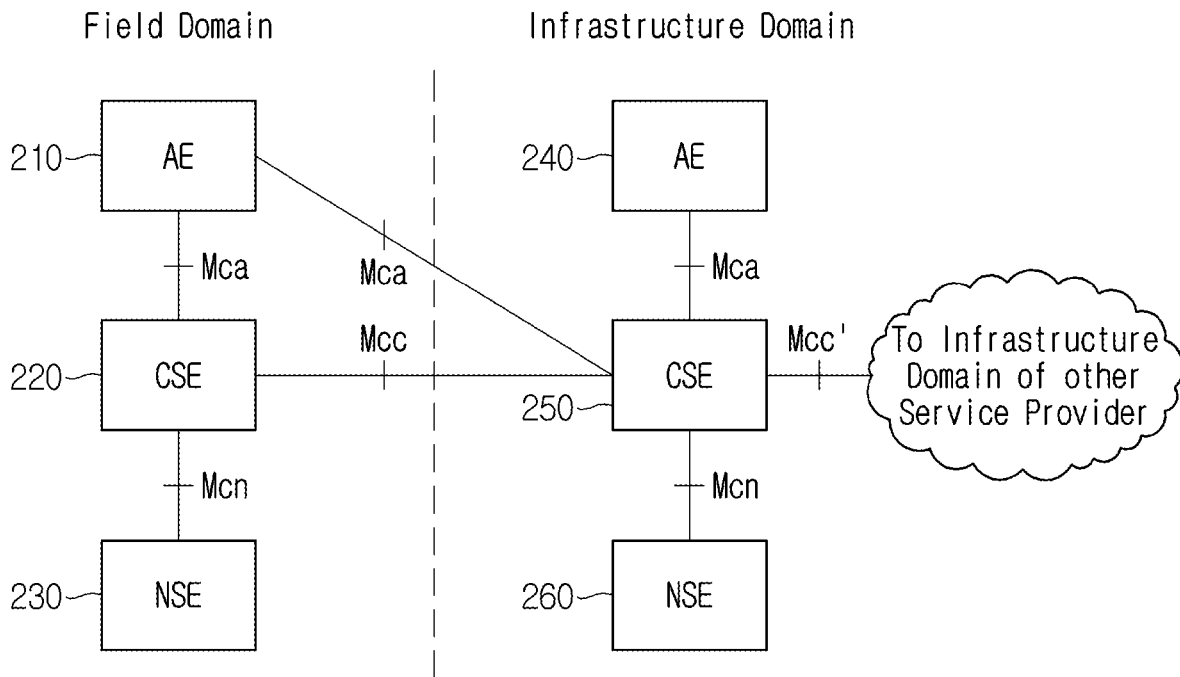 Field Domain
Infrastructure Domain
210
AE
240
AE
Mca
Mca
Mca
220
CSE
Mcc
250
CSE
Mcc'
To Infrastructure
Domain of other
Service Provider
Mcn
Mcn
230
NSE
260
NSE